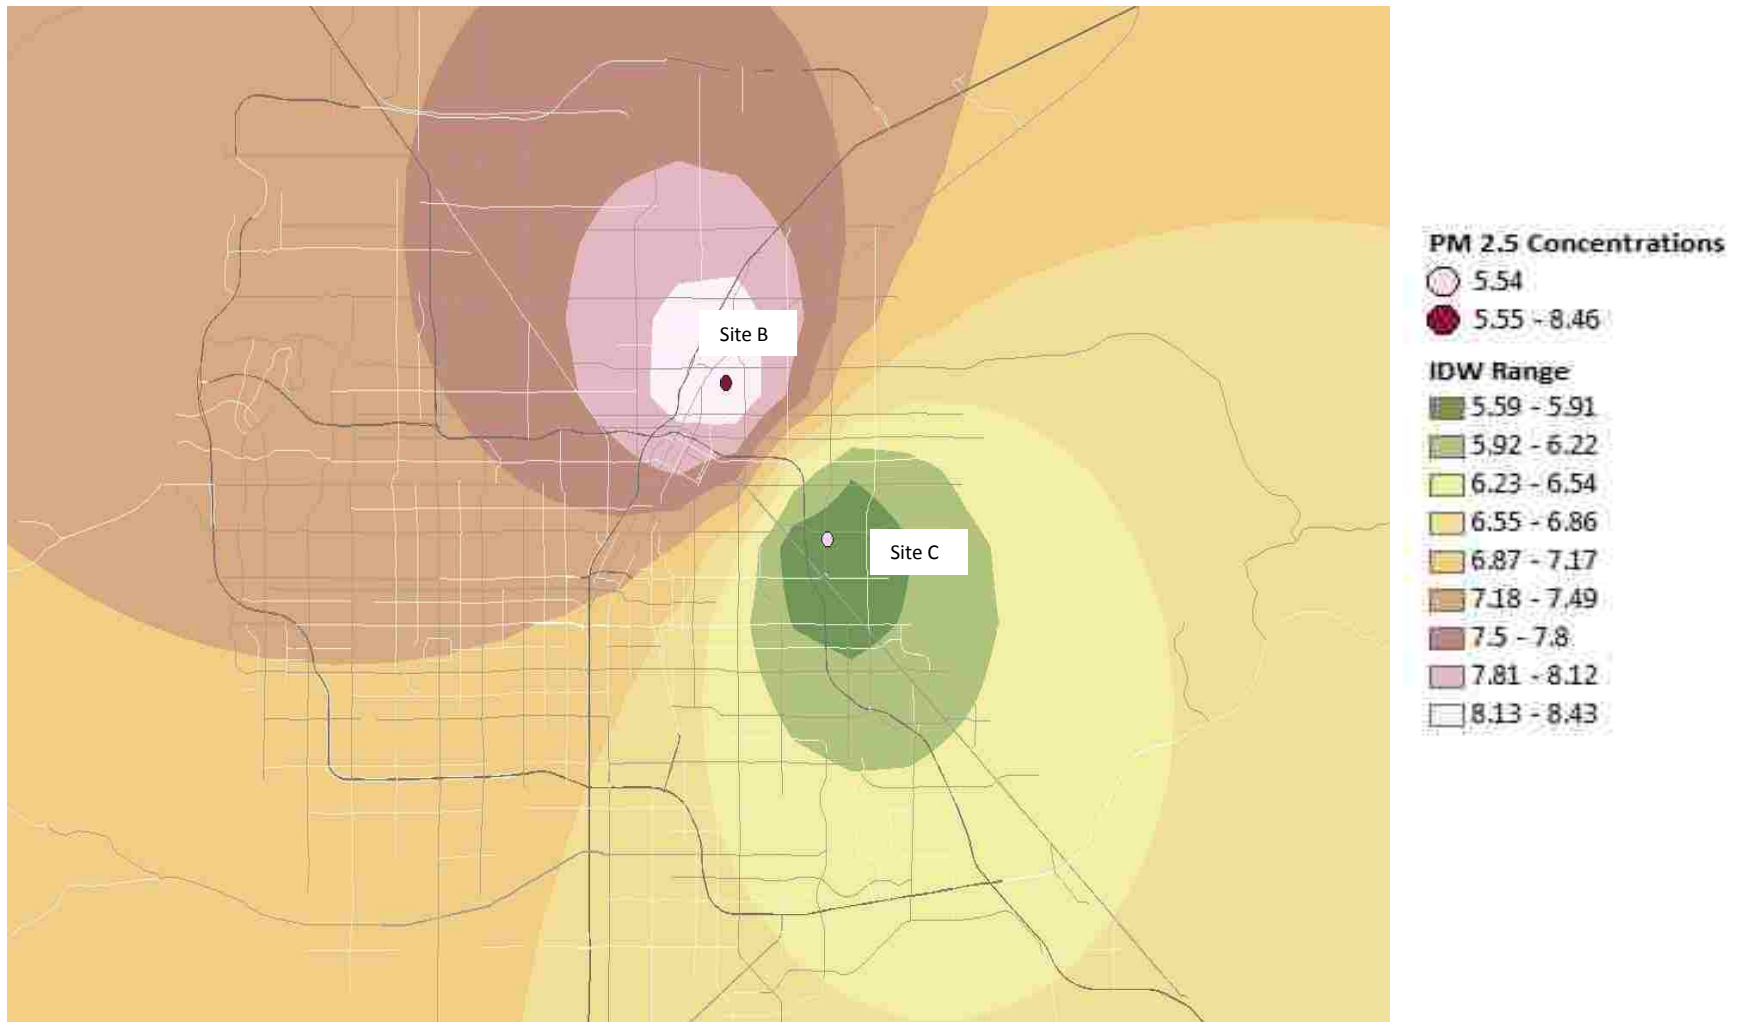 Site B
Site C
PM 2.5 Concentrations
5.54
5.55 - 8.46
IDW Range
5.59 - 5.91
5.92 - 6.22
6.23 - 6.54
6.55 - 6.86
6.87 - 7.17
7.18 - 7.49
7.5 - 7.8
7.81 - 8.12
8.13 - 8.43